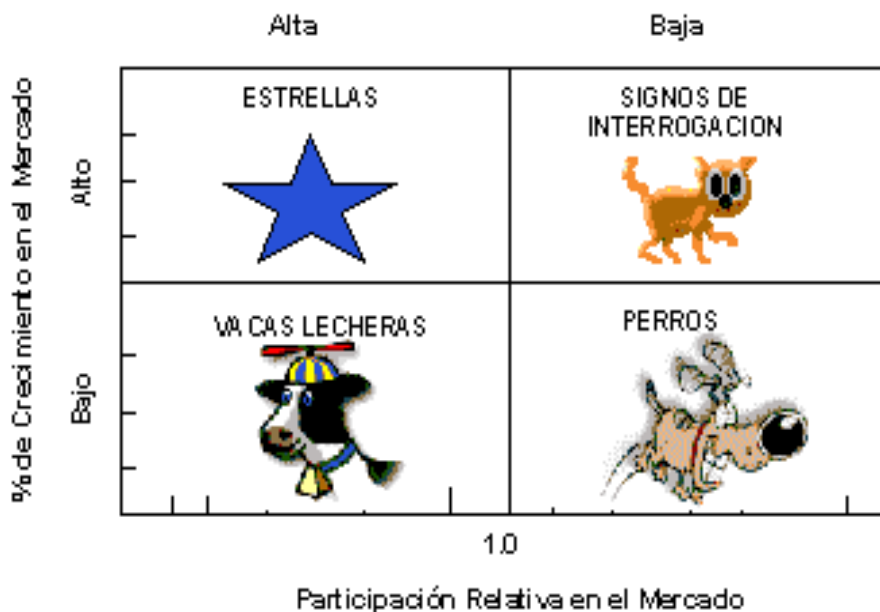 Alta
Baja
% de Crecimiento en el Mercado
Alto
ESTRELLAS
SIGNOS DE
INTERROGACION
Bajo
VACAS LECHERAS
PERROS
1.0
Participación Relativa en el Mercado